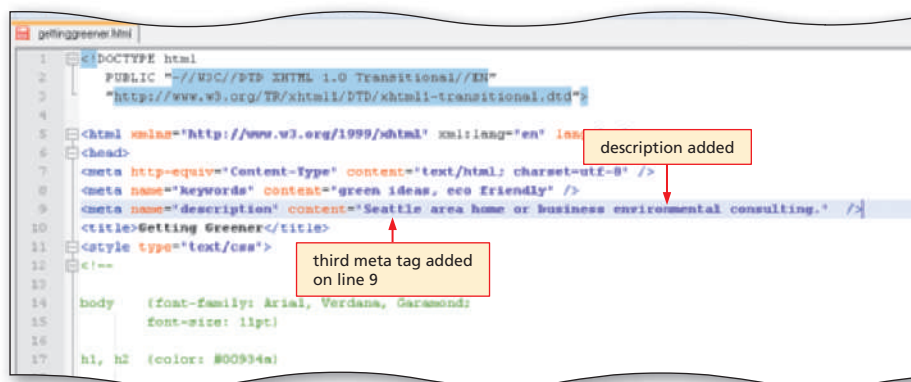 gettinggreener.html
1 <!DOCTYPE html
2 PUBLIC "-//W3C//DTD XHTML 1.0 Transitional//EN"
3 "http://www.w3.org/TR/xhtml1/DTD/xhtml1-transitional.dtd">
4
5 <html xmlns="http://www.w3.org/1999/xhtml" xml:lang="en"
description added
6 <head>
7 <meta http-equiv="Content-Type" content="text/html; charset=utf-8" />
8 <meta name="keywords" content="green ideas, eco friendly" />
9 <meta name="description" content="Seattle area home or business environmental consulting." />
10 <title>Getting Greener</title>
11 <style type="text/css">
third meta tag added
on line 9
12 <!--
13
14 body {font-family: Arial, Verdana, Garamond;
15 font-size: 11pt}
16
17 h1, h2 {color: #00934a}